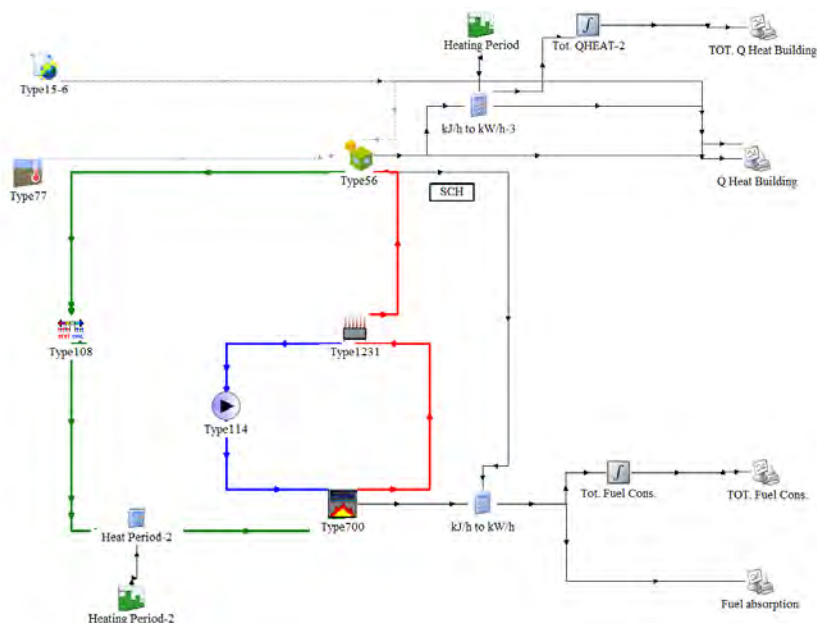 Heating Period
Tot. QHEAT-2
TOT. Q Heat Building
Type15-6
kJ/h to kW/h-3
Type77
Type56
SCH
Q Heat Building
Type108
Type1231
Type114
Heat Period-2
Type700
kJ/h to kW/h
Tot. Fuel Cons.
TOT. Fuel Cons.
Heating Period-2
Fuel absorption